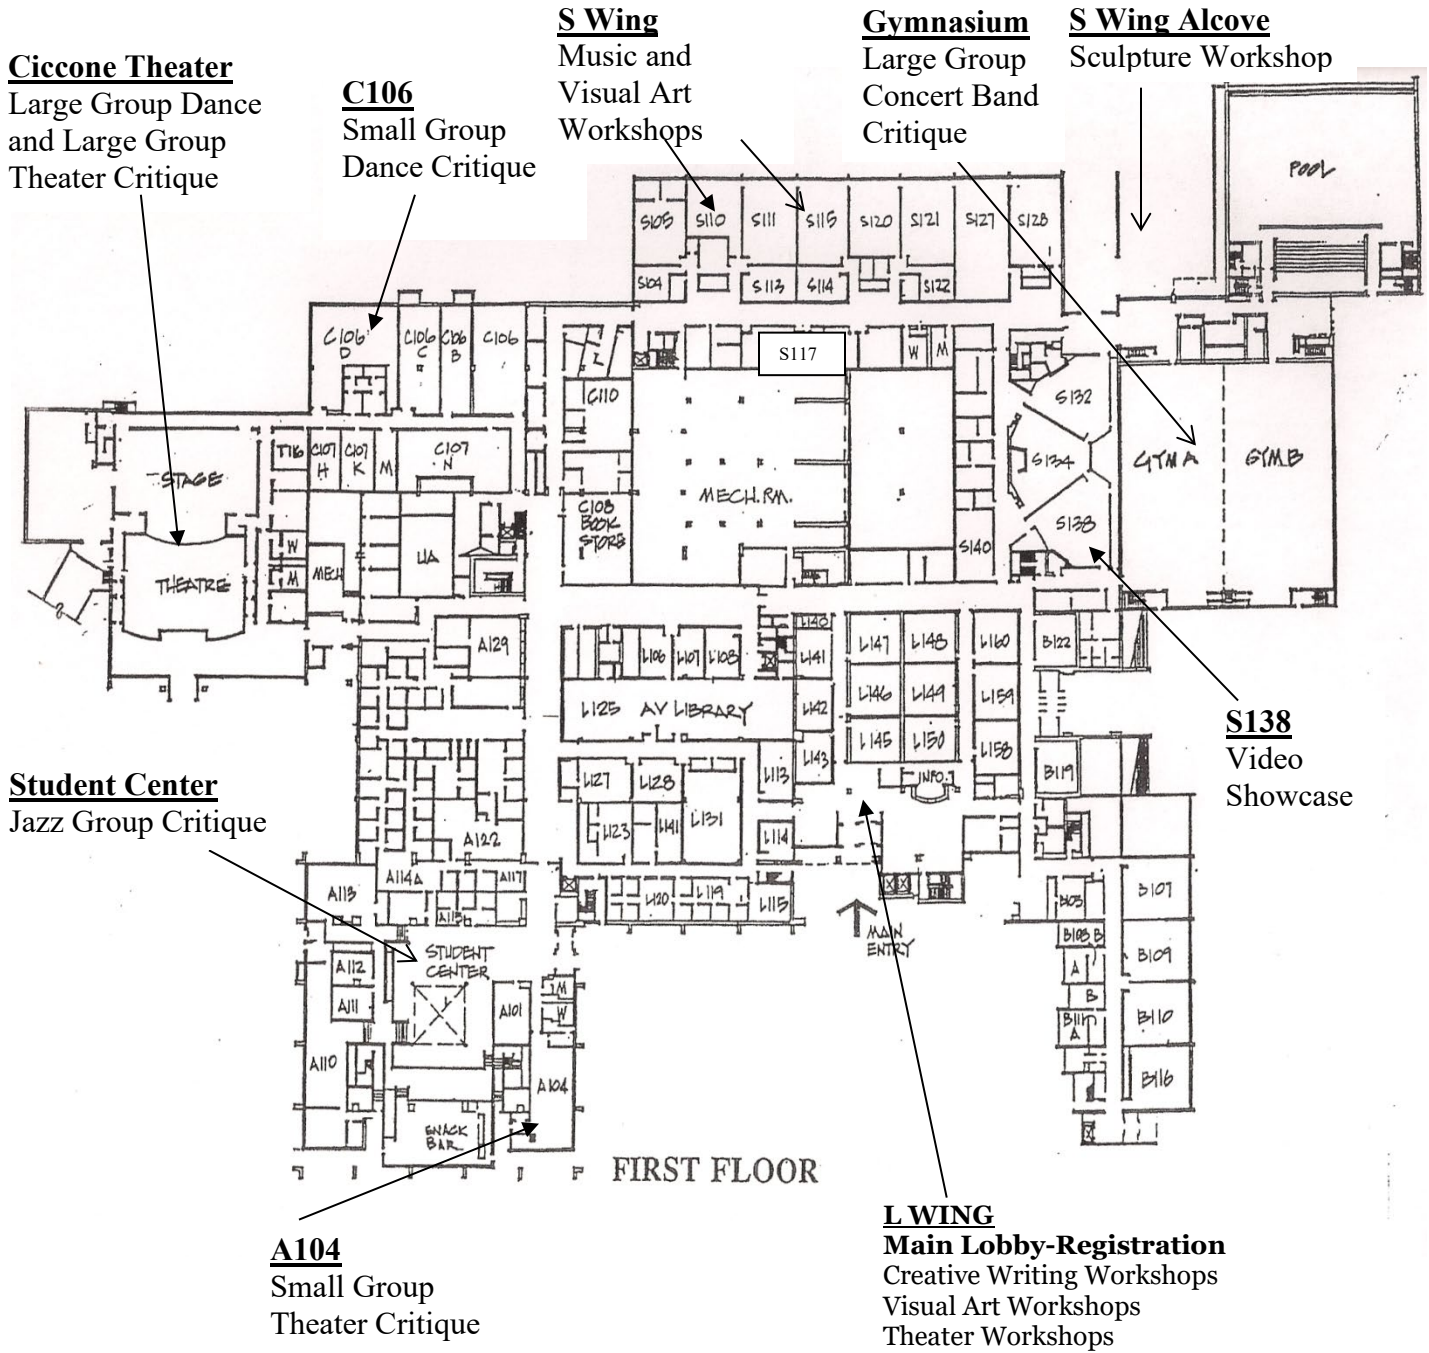 S Wing
Music and
Visual Art
Workshops
Gymnasium
Large Group
Concert Band
Critique
S Wing Alcove
Sculpture Workshop
Ciccone Theater
Large Group Dance
and Large Group
Theater Critique
C106
Small Group
Dance Critique
POOL
S105
S110
S111
S115
S120
S121
S127
S128
S104
S113
S114
S122
C106
D
C106
C
C106
B
C106
S117
W
M
C110
S132
S134
S138
GYM A
GYM B
STAGE
T116
C107
H
C107
K
M
C107
N
MECH. RM.
C108
BOOK
STORE
S140
UA
W
M
MECH
THEATRE
A129
L106
L107
L108
L140
L141
L147
L148
L160
B122
L125 AV LIBRARY
L142
L146
L149
L159
L143
L145
L150
L158
S138
Video
Showcase
Student Center
Jazz Group Critique
L127
L128
L113
INFO.
B119
L123
L141
L131
L114
A122
A113
A114A
A117
A115
L120
L119
L115
MAIN
ENTRY
B103
B107
B103 B
A
B
B109
STUDENT
CENTER
A112
A111
A101
M
W
B111
A
B110
A110
A104
B116
SNACK
BAR
FIRST FLOOR
A104
Small Group
Theater Critique
L WING
Main Lobby-Registration
Creative Writing Workshops
Visual Art Workshops
Theater Workshops